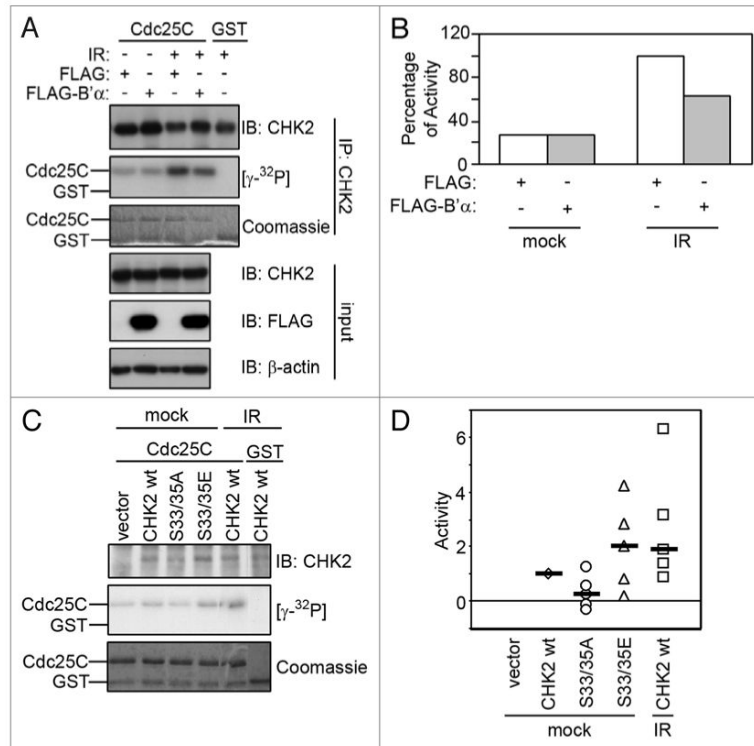 A
Cdc25C GST
IR: - - + + +
FLAG: + - + -
FLAG-B'α: - + - +
IB: CHK2
Cdc25C
GST
[γ-32P]
Cdc25C
GST
Coomassie
IP: CHK2
IB: CHK2
IB: FLAG
IB: β-actin
input
B
Percentage
of Activity
120
80
40
0
FLAG: + - + -
FLAG-B'α: - + - +
mock IR
C
mock IR
Cdc25C GST
vector
CHK2 wt
S33/35A
S33/35E
CHK2 wt
CHK2 wt
IB: CHK2
Cdc25C
GST
[γ-32P]
Cdc25C
GST
Coomassie
D
Activity
6
4
2
0
vector
CHK2 wt
S33/35A
S33/35E
CHK2 wt
mock IR